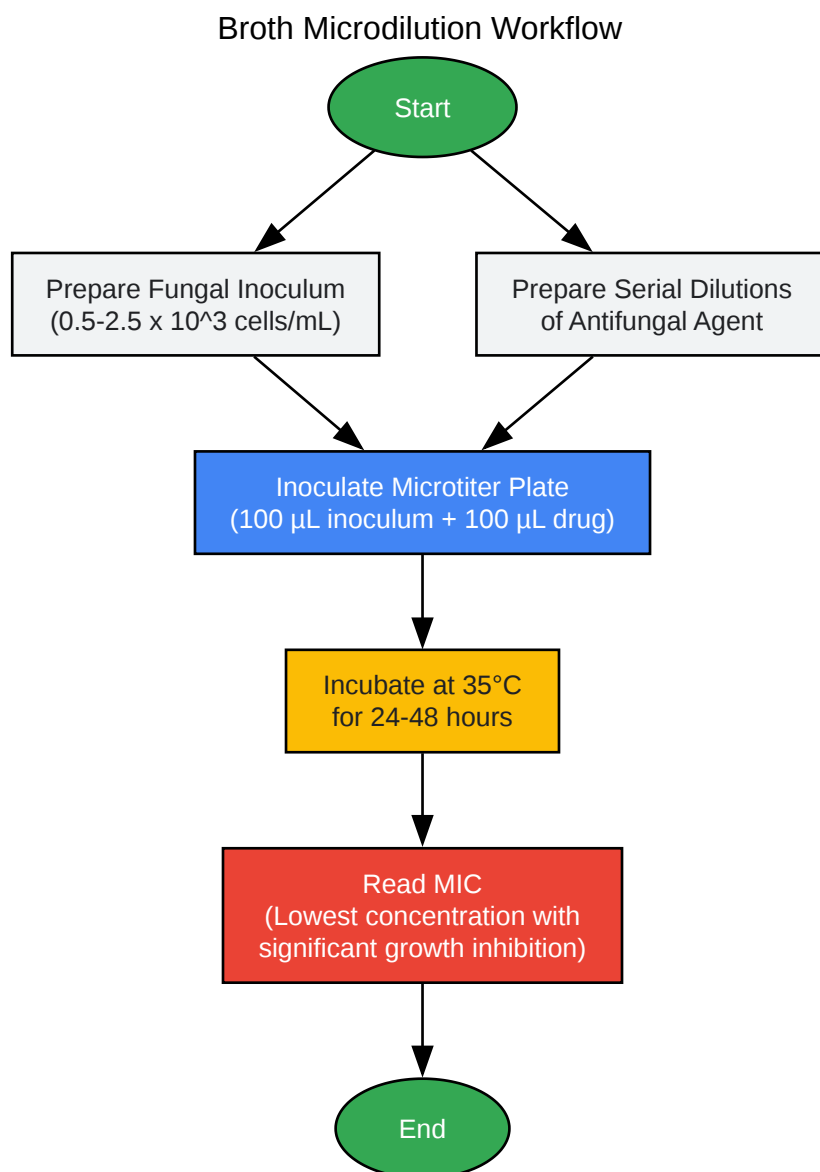 Broth Microdilution Workflow
Start
Prepare Fungal Inoculum
(0.5-2.5 x 10^3 cells/mL)
Prepare Serial Dilutions
of Antifungal Agent
Inoculate Microtiter Plate
(100 µL inoculum + 100 µL drug)
Incubate at 35°C
for 24-48 hours
Read MIC
(Lowest concentration with
significant growth inhibition)
End